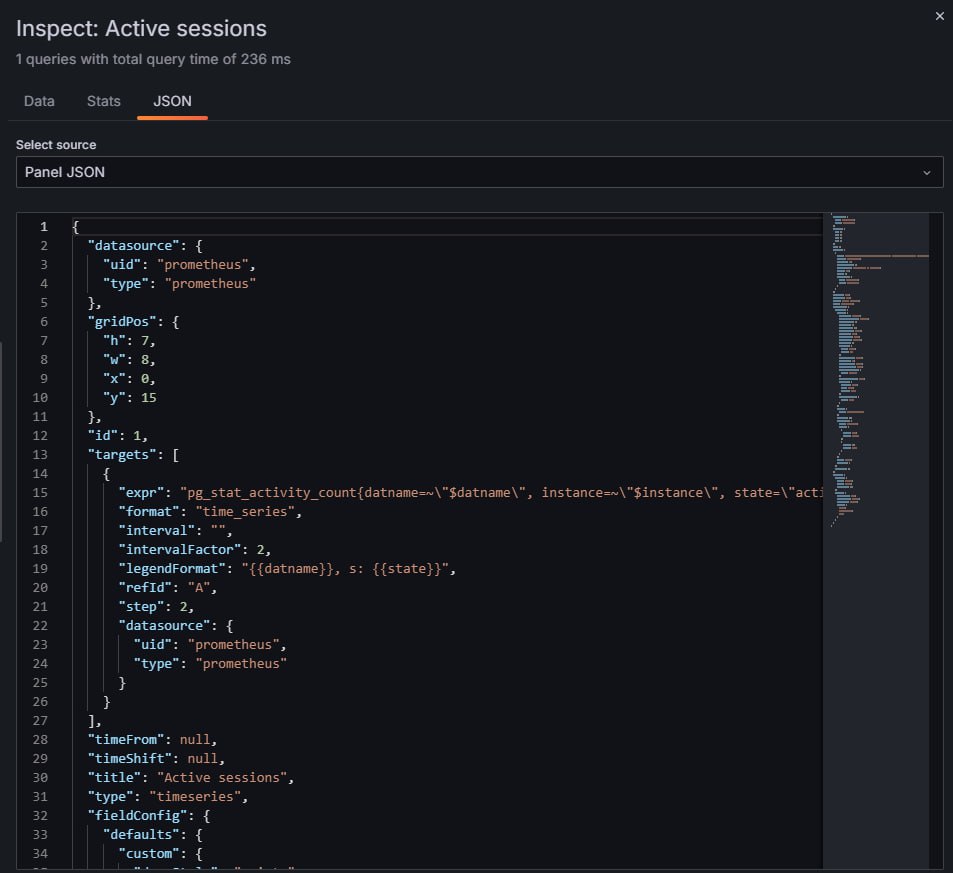 Inspect: Active sessions
1 queries with total query time of 236 ms
Data Stats JSON
Select source
Panel JSON
1 {
2 "datasource": {
3 "uid": "prometheus",
4 "type": "prometheus"
5 },
6 "gridPos": {
7 "h": 7,
8 "w": 8,
9 "x": 0,
10 "y": 15
11 },
12 "id": 1,
13 "targets": [
14 {
15 "expr": "pg_stat_activity_count{datname=~\"$datname\", instance=~\"$instance\", state=\"acti
16 "format": "time_series",
17 "interval": "",
18 "intervalFactor": 2,
19 "legendFormat": "{{datname}}, s: {{state}}",
20 "refId": "A",
21 "step": 2,
22 "datasource": {
23 "uid": "prometheus",
24 "type": "prometheus"
25 }
26 }
27 ],
28 "timeFrom": null,
29 "timeShift": null,
30 "title": "Active sessions",
31 "type": "timeseries",
32 "fieldConfig": {
33 "defaults": {
34 "custom": {